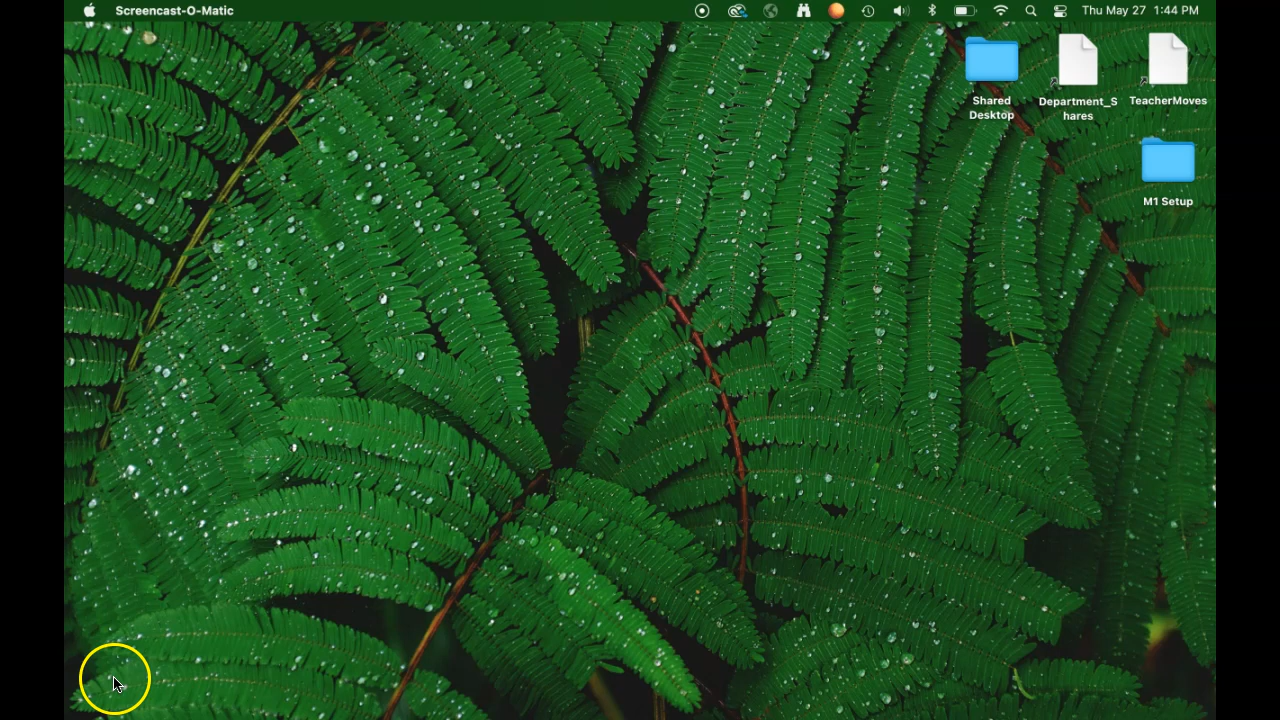 Screencast-O-Matic
Thu May 27 1:44 PM
Shared
Desktop
Department_S
hares
TeacherMoves
M1 Setup